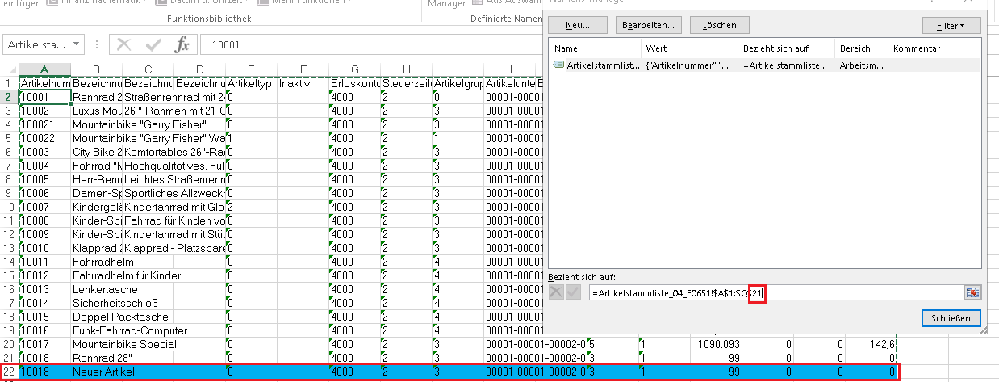 einfügen Finanzmathematik Datum u. Uhrzeit Mehr Funktionen Manager Aus Auswahl
Funktionsbibliothek Definierte Namen
Artikelsta... fx '10001
A B C D E F G H I J
1 Artikelnum Bezeichnu Bezeichnu Bezeichnu Artikeltyp Inaktiv Erloskonto Steuerzeile Artikelgrup Artikelunte
2 10001 Rennrad 2 Straßenrennrad mit 2 0 4000 2 0 00001-00001
3 10002 Luxus Mou 26 "-Rahmen mit 21-G 0 4000 2 3 00001-00001
4 100021 Mountainbike "Garry Fisher" 0 4000 2 3 00001-00001
5 100022 Mountainbike "Garry Fisher" Wa 1 4000 2 1 00001-00001
6 10003 City Bike 2 Komfortables 26"-Ra 0 4000 2 3 00001-00001
7 10004 Fahrrad "M Hochqualitatives, Ful 0 4000 2 3 00001-00001
8 10005 Herr-Renn Leichtes Straßenrenn 0 4000 2 3 00001-00001
9 10006 Damen-Sp Sportliches Allzweckr 0 4000 2 3 00001-00001
10 10007 Kindergelä Kinderfahrrad mit Glo 2 4000 2 3 00001-00001
11 10008 Kinder-Spi Fahrrad für Kinden vo 0 4000 2 3 00001-00001
12 10009 Kinder-Spi Kinderfahrrad mit Stüt 0 4000 2 3 00001-00001
13 10010 Klapprad 2 Klapprad - Platzspare 0 4000 2 3 00001-00001
14 10011 Fahrradhelm 0 4000 2 4 00001-00001
15 10012 Fahrradhelm für Kinder 0 4000 2 4 00001-00001
16 10013 Lenkertasche 0 4000 2 4 00001-00001
17 10014 Sicherheitsschloß 0 4000 2 4 00001-00001
18 10015 Doppel Packtasche 0 4000 2 4 00001-00001
19 10016 Funk-Fahrrad-Computer 0 4000 2 4 00001-00001
20 10017 Mountainbike Special 0 4000 2 3 00001-00001-00002-0 5 1 1090,093 0 0 142,6
21 10018 Rennrad 28" 0 4000 2 3 00001-00001-00002-0 3 1 99 0 0 0
22 10018 Neuer Artikel 0 4000 2 3 00001-00001-00002-0 3 1 99 0 0 0
Neu... Bearbeiten... Löschen Filter
Name Wert Bezieht sich auf Bereich Kommentar
Artikelstammlist... {"Artikelnummer"."... =Artikelstammliste... Arbeitsm...
Bezieht sich auf:
=Artikelstammliste_04_F0651!$A$1:$Q$21
Schließen